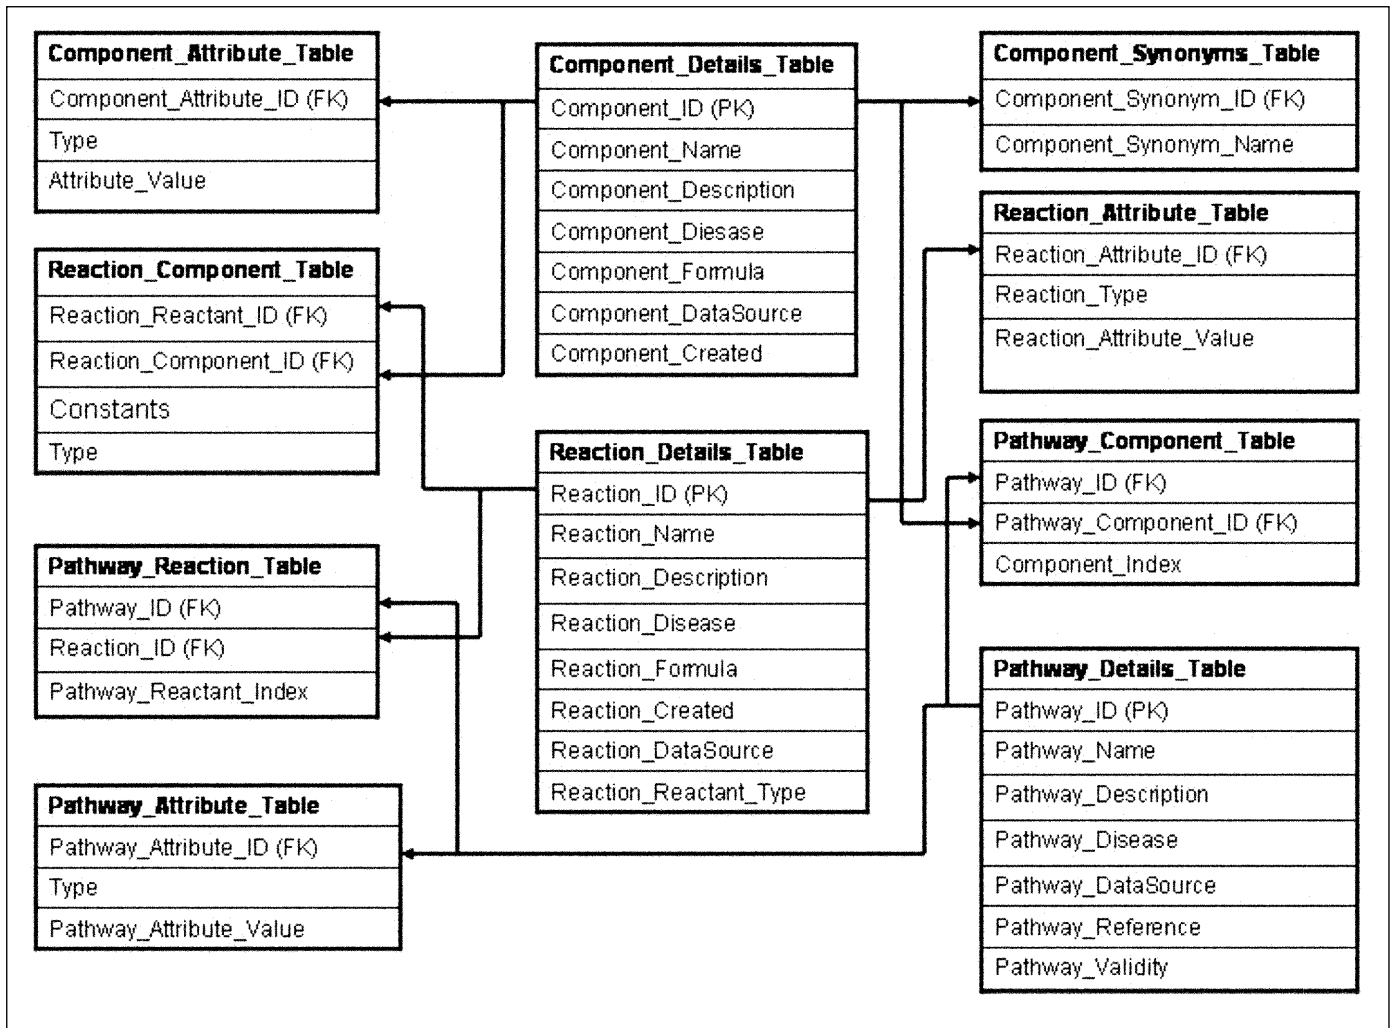 Component_Attribute_Table
Component_Attribute_ID (FK)
Type
Attribute_Value
Reaction_Component_Table
Reaction_Reactant_ID (FK)
Reaction_Component_ID (FK)
Constants
Type
Pathway_Reaction_Table
Pathway_ID (FK)
Reaction_ID (FK)
Pathway_Reactant_Index
Pathway_Attribute_Table
Pathway_Attribute_ID (FK)
Type
Pathway_Attribute_Value
Component_Details_Table
Component_ID (PK)
Component_Name
Component_Description
Component_Diesase
Component_Formula
Component_DataSource
Component_Created
Reaction_Details_Table
Reaction_ID (PK)
Reaction_Name
Reaction_Description
Reaction_Disease
Reaction_Formula
Reaction_Created
Reaction_DataSource
Reaction_Reactant_Type
Component_Synonyms_Table
Component_Synonym_ID (FK)
Component_Synonym_Name
Reaction_Attribute_Table
Reaction_Attribute_ID (FK)
Reaction_Type
Reaction_Attribute_Value
Pathway_Component_Table
Pathway_ID (FK)
Pathway_Component_ID (FK)
Component_Index
Pathway_Details_Table
Pathway_ID (PK)
Pathway_Name
Pathway_Description
Pathway_Disease
Pathway_DataSource
Pathway_Reference
Pathway_Validity